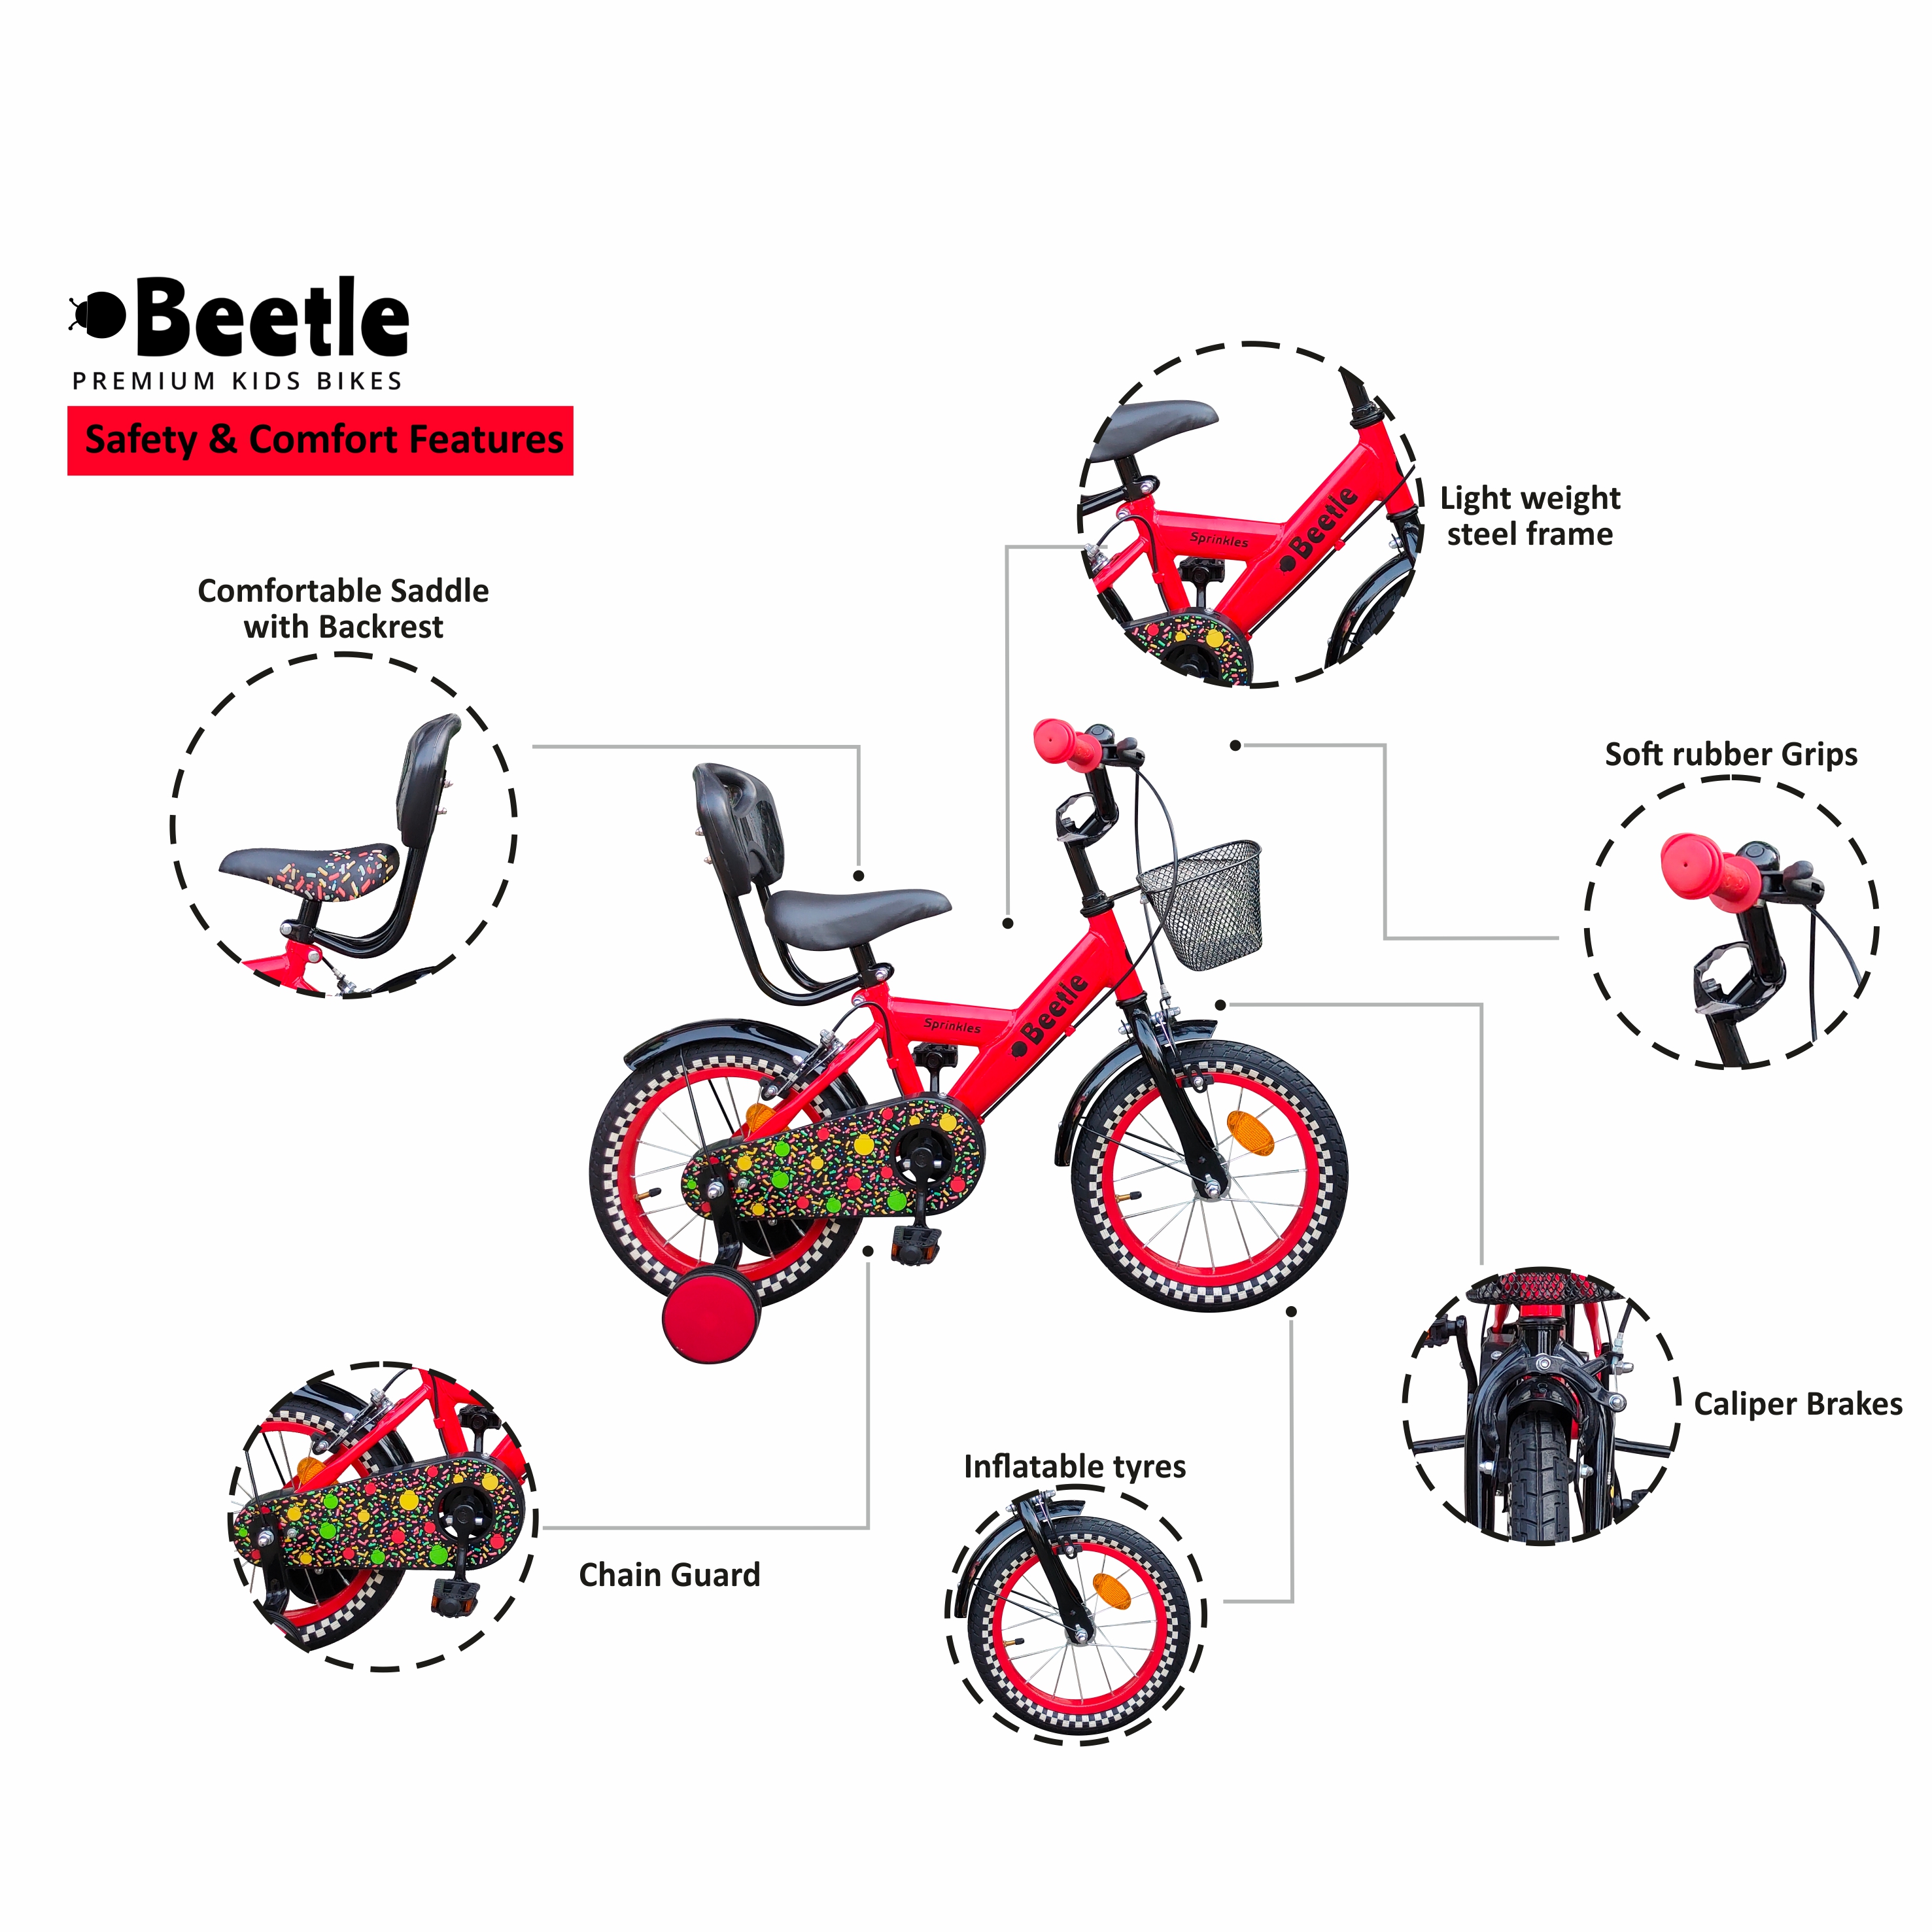 Beetle
PREMIUM KIDS BIKES
Safety & Comfort Features
Light weight
steel frame
Beetle
Sprinkles
Comfortable Saddle
with Backrest
Soft rubber Grips
Beetle
Sprinkles
Caliper Brakes
Inflatable tyres
Chain Guard